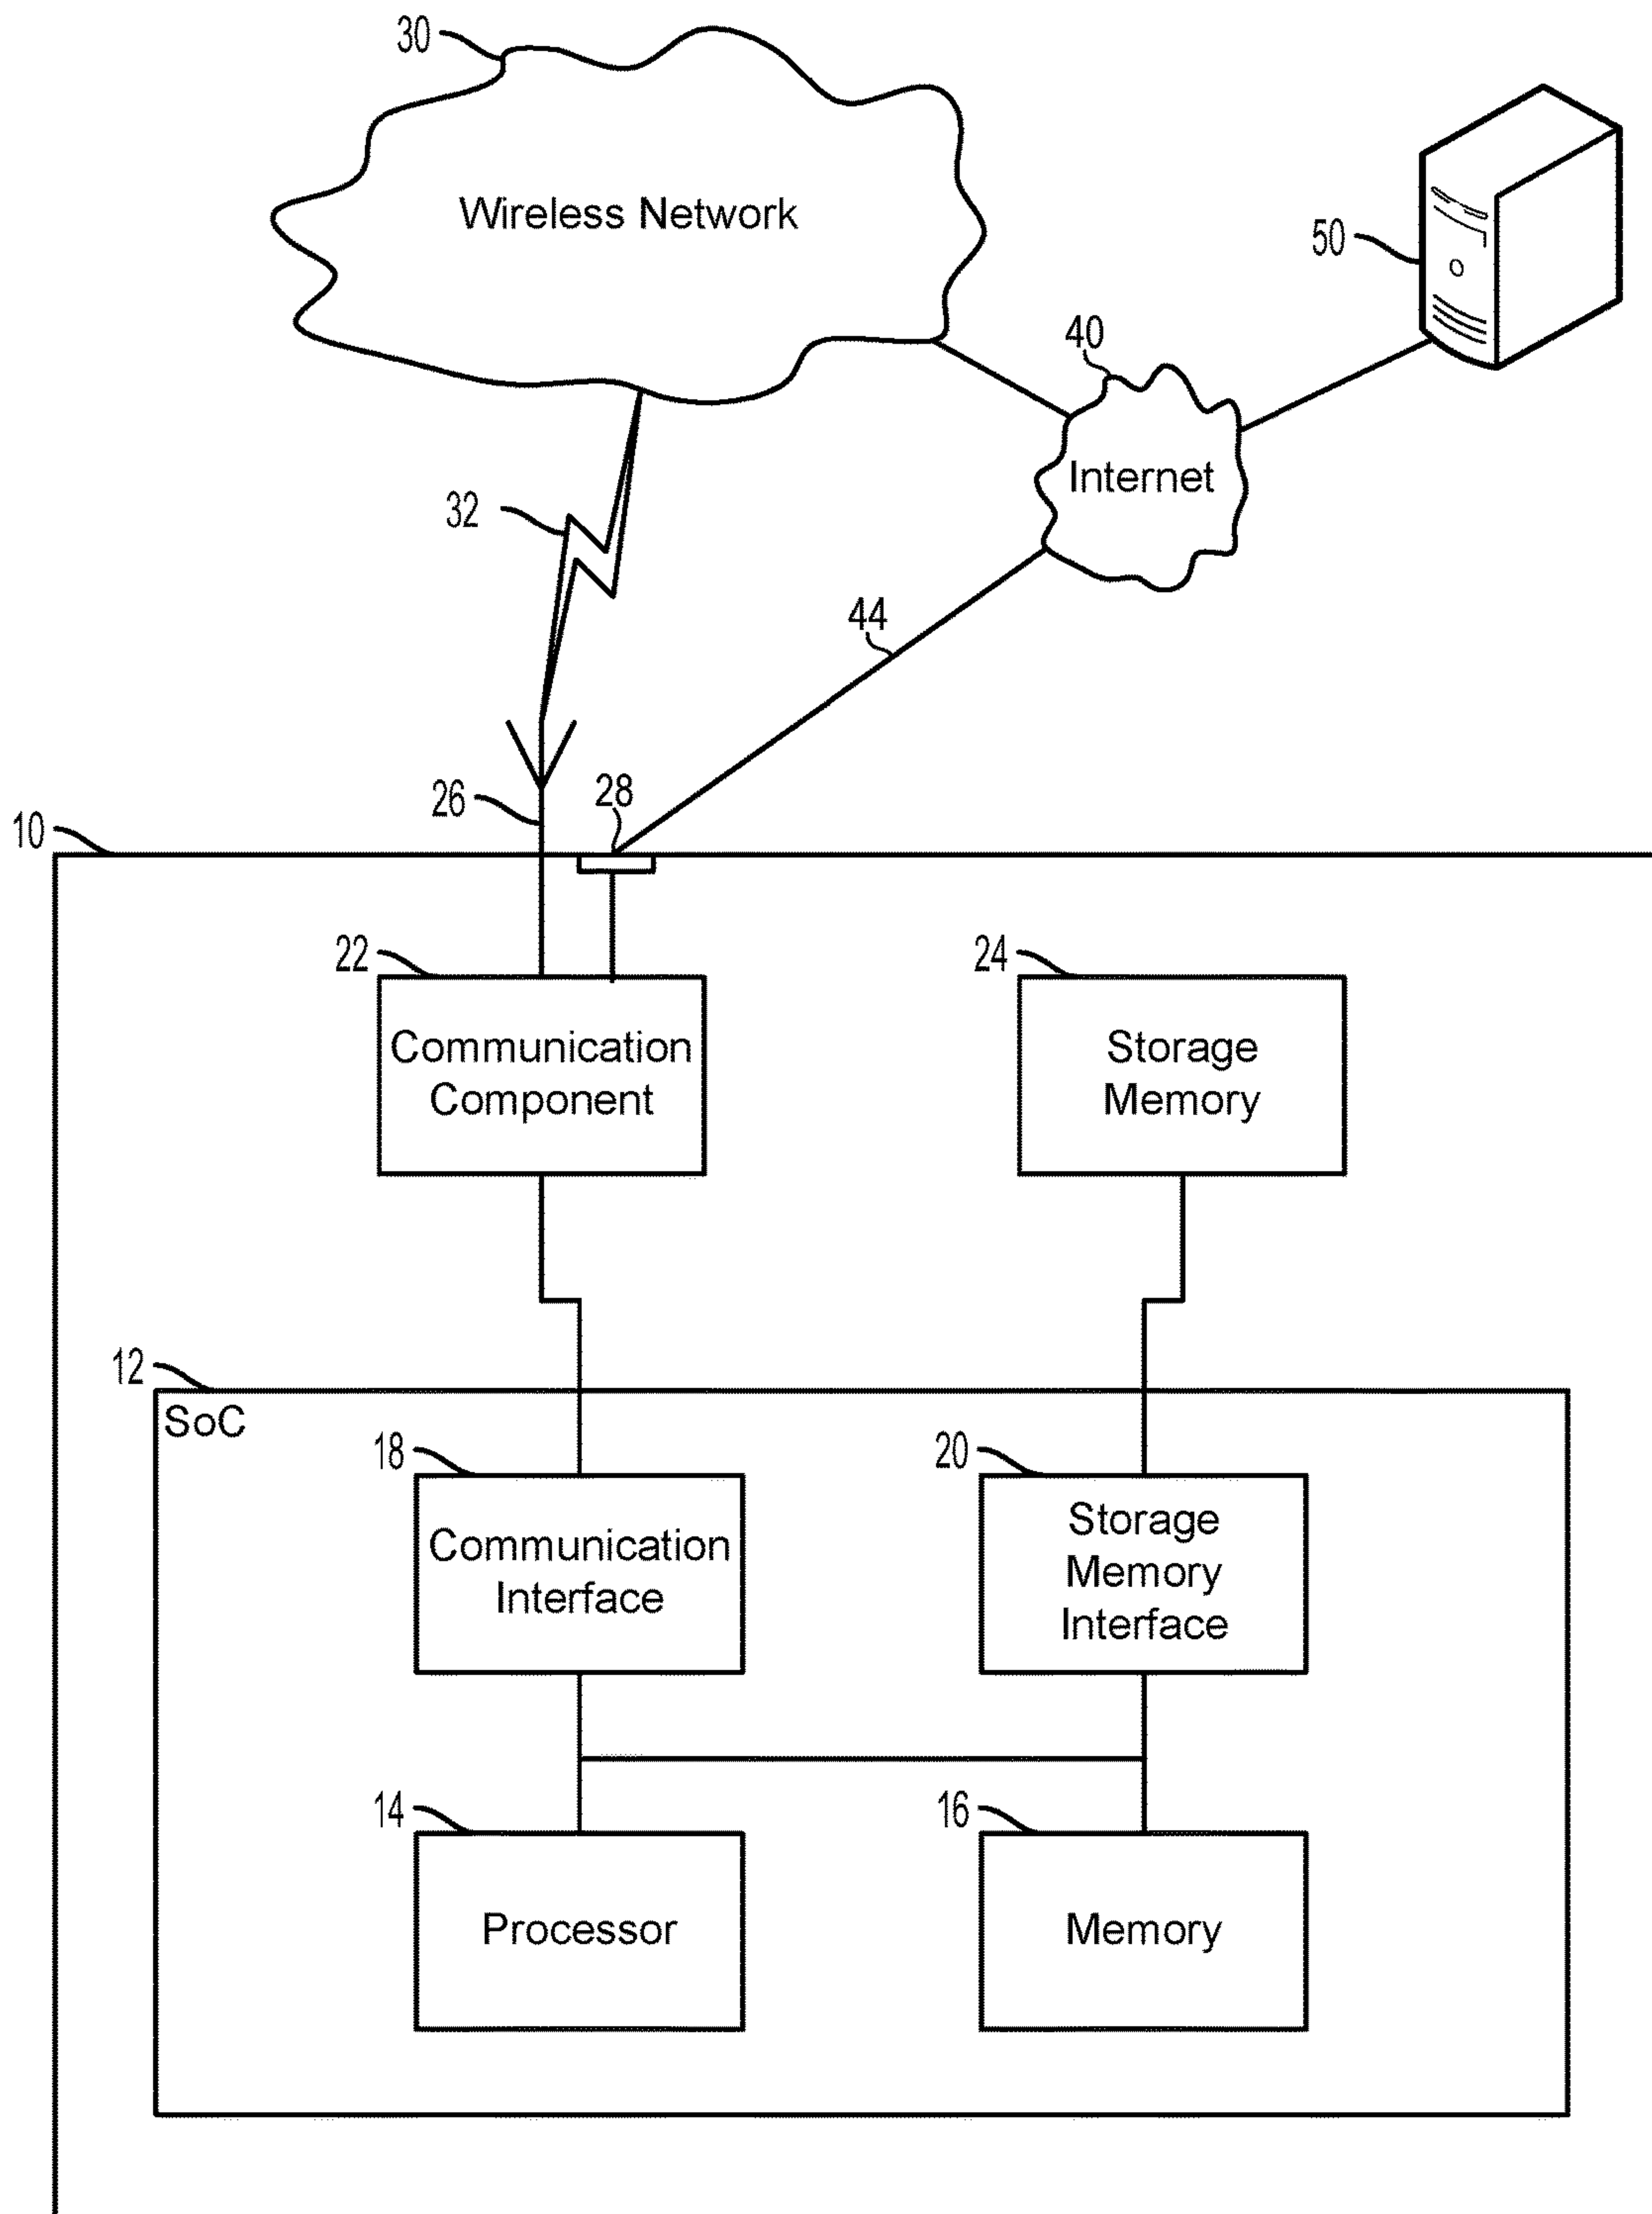 30
Wireless Network
50
40
Internet
32
44
26
28
10
22
24
Communication
Component
Storage
Memory
12
SoC
18
20
Communication
Interface
Storage
Memory
Interface
14
16
Processor
Memory